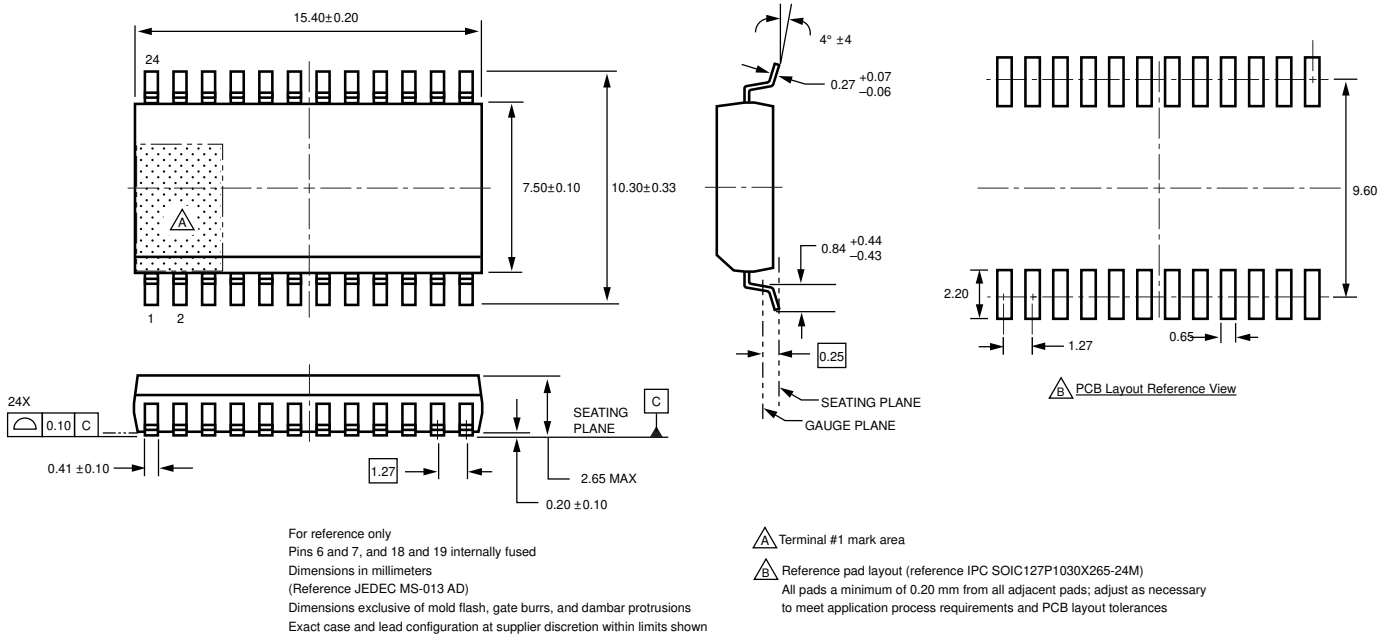 15.40±0.20
24
A
7.50±0.10
10.30±0.33
1 2
4° ±4
0.27 +0.07 –0.06
0.84 +0.44 –0.43
0.25
SEATING PLANE
GAUGE PLANE
9.60
2.20
0.65
1.27
B PCB Layout Reference View
24X
0.10 C
0.41 ±0.10
1.27
SEATING
PLANE
C
2.65 MAX
0.20 ±0.10
For reference only
Pins 6 and 7, and 18 and 19 internally fused
Dimensions in millimeters
(Reference JEDEC MS-013 AD)
Dimensions exclusive of mold flash, gate burrs, and dambar protrusions
Exact case and lead configuration at supplier discretion within limits shown
A Terminal #1 mark area
B Reference pad layout (reference IPC SOIC127P1030X265-24M)
All pads a minimum of 0.20 mm from all adjacent pads; adjust as necessary
to meet application process requirements and PCB layout tolerances